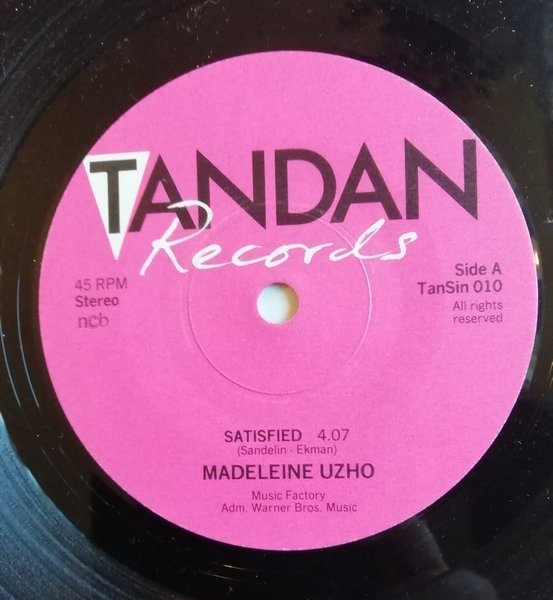 TANDAN
Records
45 RPM
Stereo
ncb
Side A
TanSin 010
All rights
reserved
SATISFIED 4.07
(Sandelin - Ekman)
MADELEINE UZHO
Music Factory
Adm. Warner Bros. Music